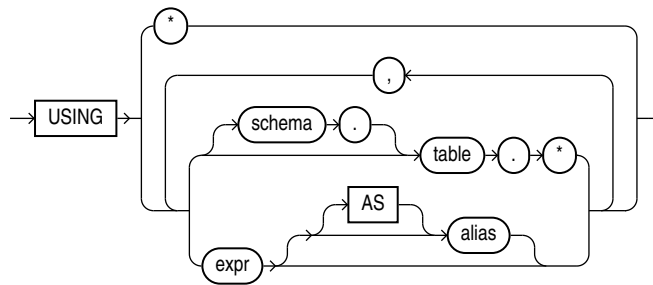 *
,
USING
schema .
table . *
AS
alias
expr